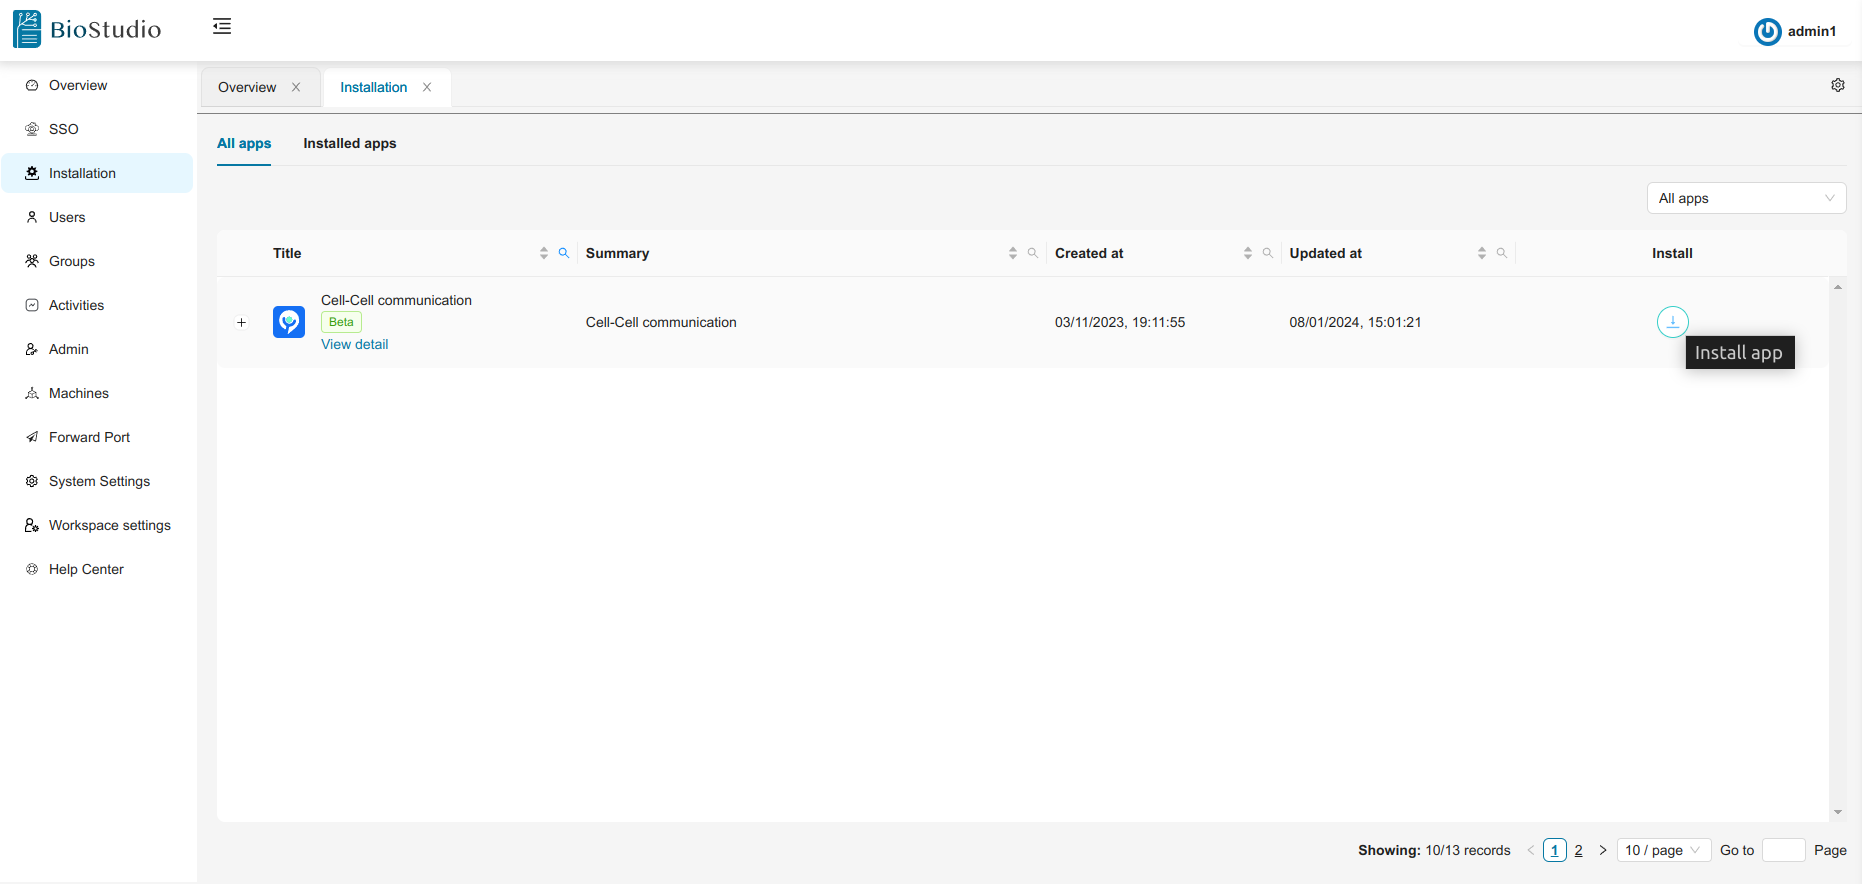 BioStudio
admin1
Overview
SSO
Installation
Users
Groups
Activities
Admin
Machines
Forward Port
System Settings
Workspace settings
Help Center
Overview Installation
All apps Installed apps
All apps
Title Summary Created at Updated at Install
Cell-Cell communication
Beta
View detail
Cell-Cell communication 03/11/2023, 19:11:55 08/01/2024, 15:01:21
Install app
Showing: 10/13 records 1 2 10 / page Go to Page